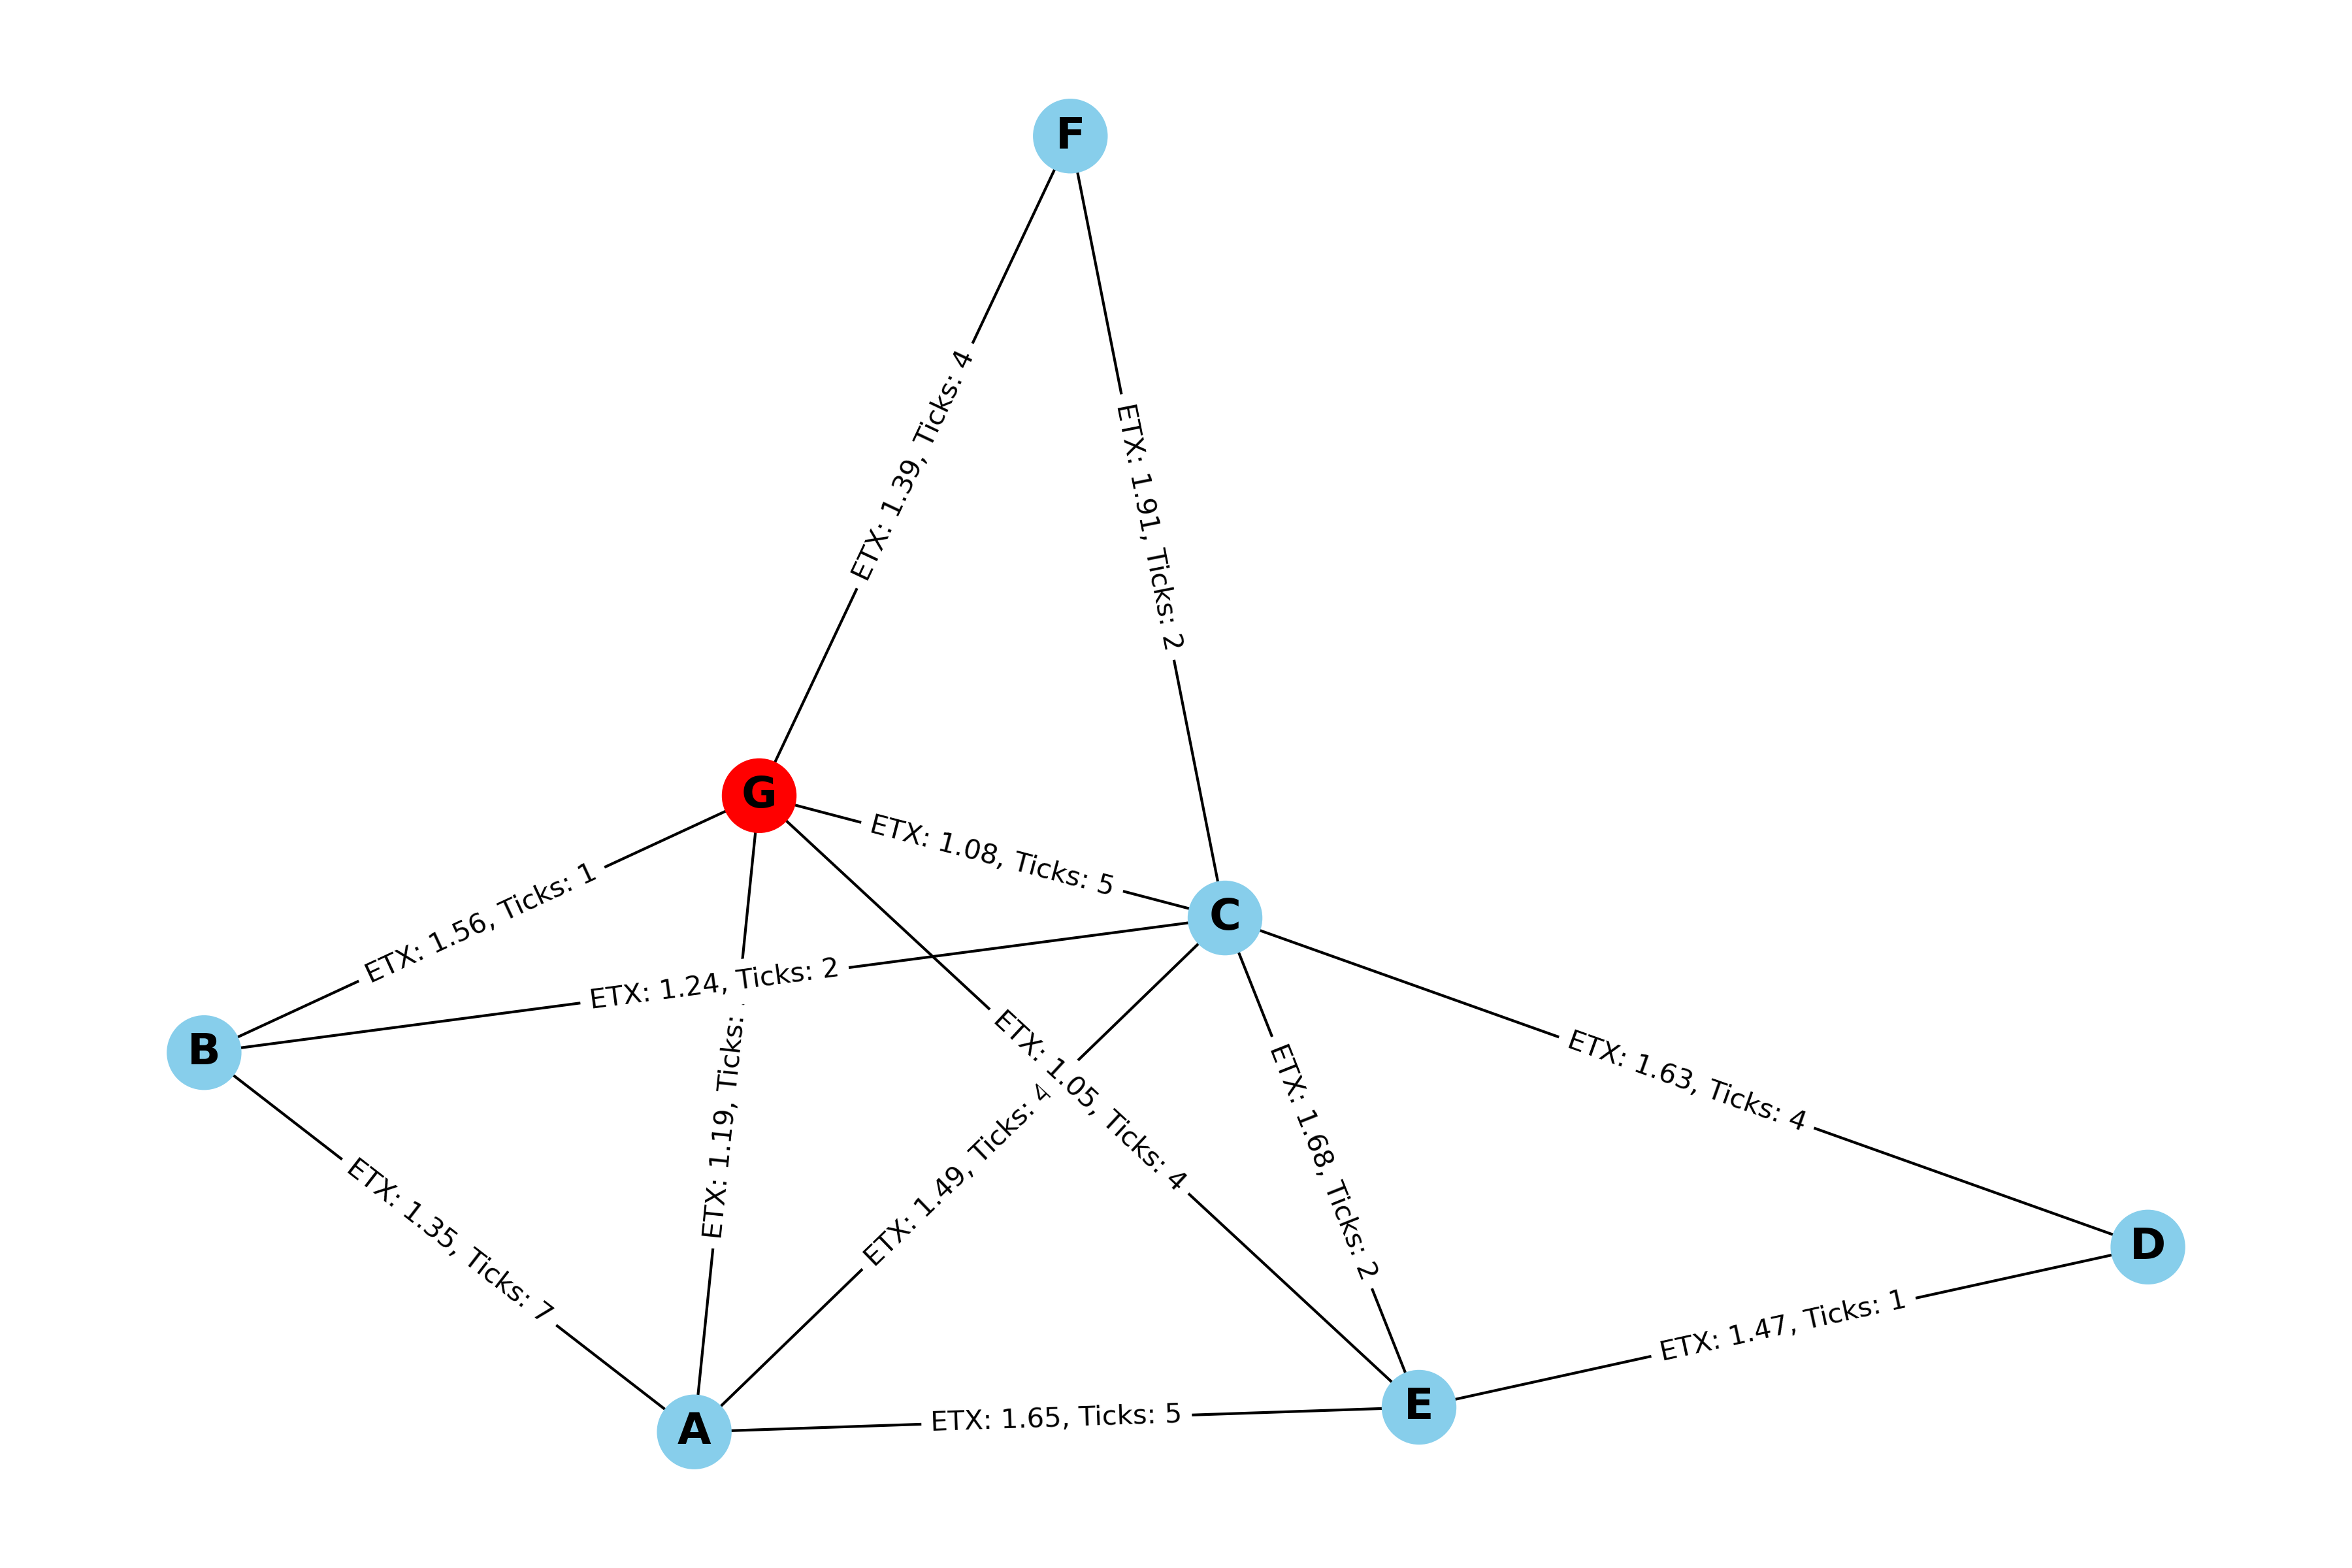 F
ETX: 1.39, Ticks: 4
ETX: 1.91, Ticks: 2
G
ETX: 1.08, Ticks: 5
ETX: 1.56, Ticks: 1
C
ETX: 1.24, Ticks: 2
B
ETX: 1.19, Ticks:
ETX: 1.05, Ticks: 4
ETX: 1.49, Ticks: 4
ETX: 1.68, Ticks: 2
ETX: 1.63, Ticks: 4
ETX: 1.35, Ticks: 7
D
ETX: 1.47, Ticks: 1
E
ETX: 1.65, Ticks: 5
A